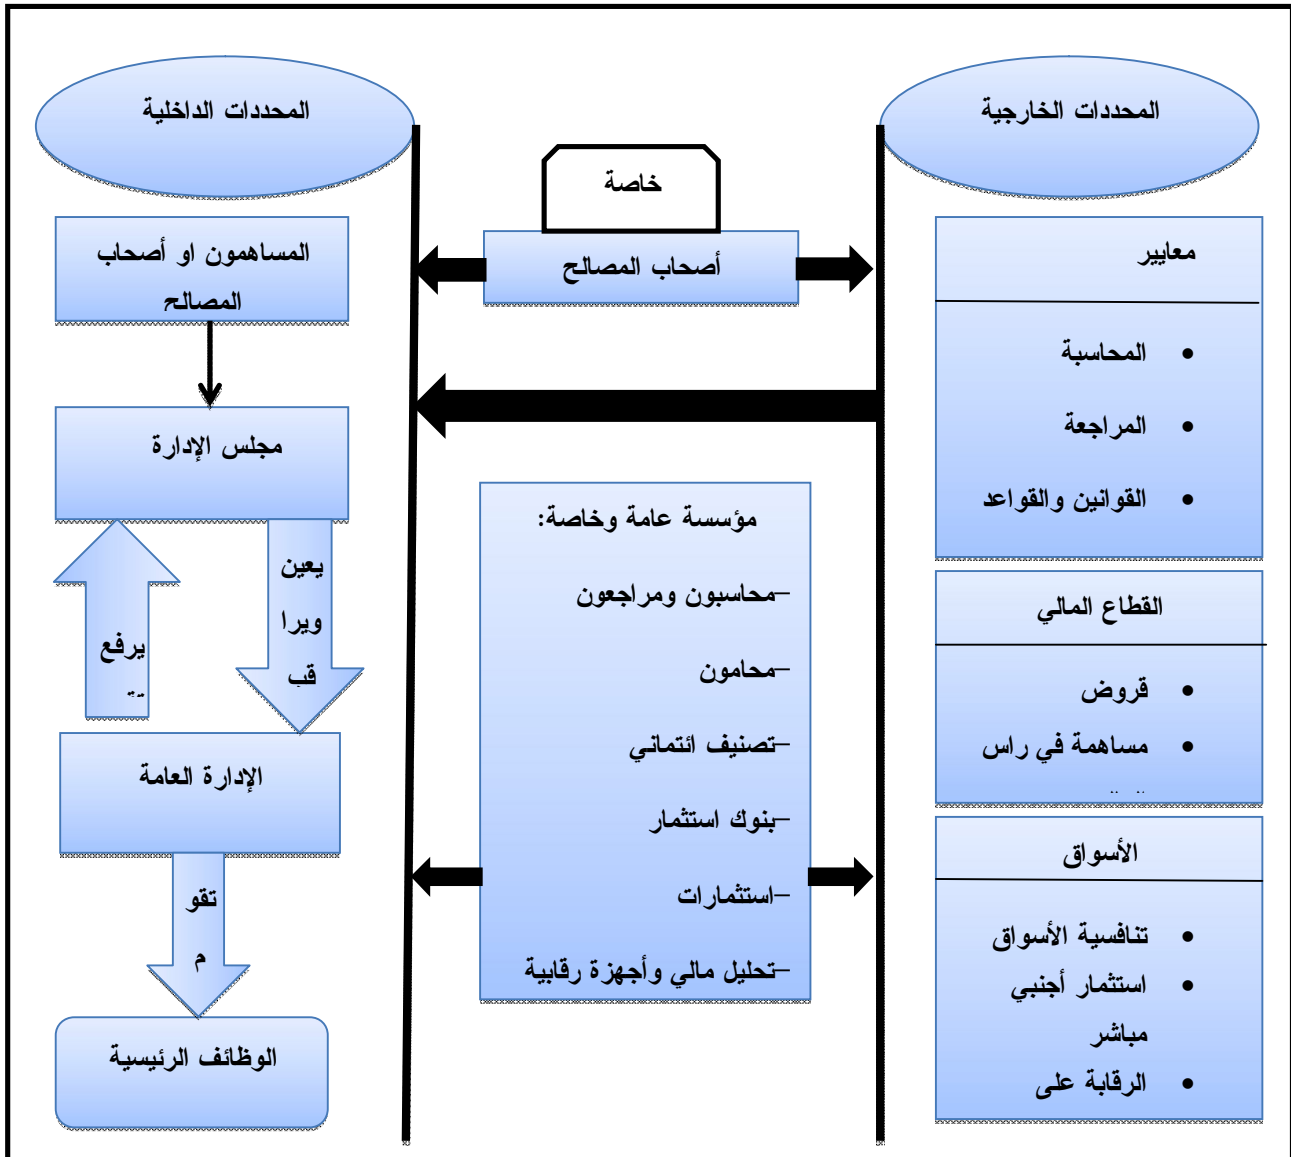 المحددات الخارجية
معايير
• المحاسبة
• المراجعة
• القوانين والقواعد
القطاع المالي
• قروض
• مساهمة في راس
الأسواق
• تنافسية الأسواق
• استثمار أجنبي
مباشر
• الرقابة على
خاصة
أصحاب المصالح
مؤسسة عامة وخاصة:
–محاسبون ومراجعون
–محامون
–تصنيف ائتماني
–بنوك استثمار
–استثمارات
–تحليل مالي وأجهزة رقابية
المحددات الداخلية
المساهمون او أصحاب
المصالح
مجلس الإدارة
يعين
ويرا
قب
يرفع
الإدارة العامة
تقو
م
الوظائف الرئيسية